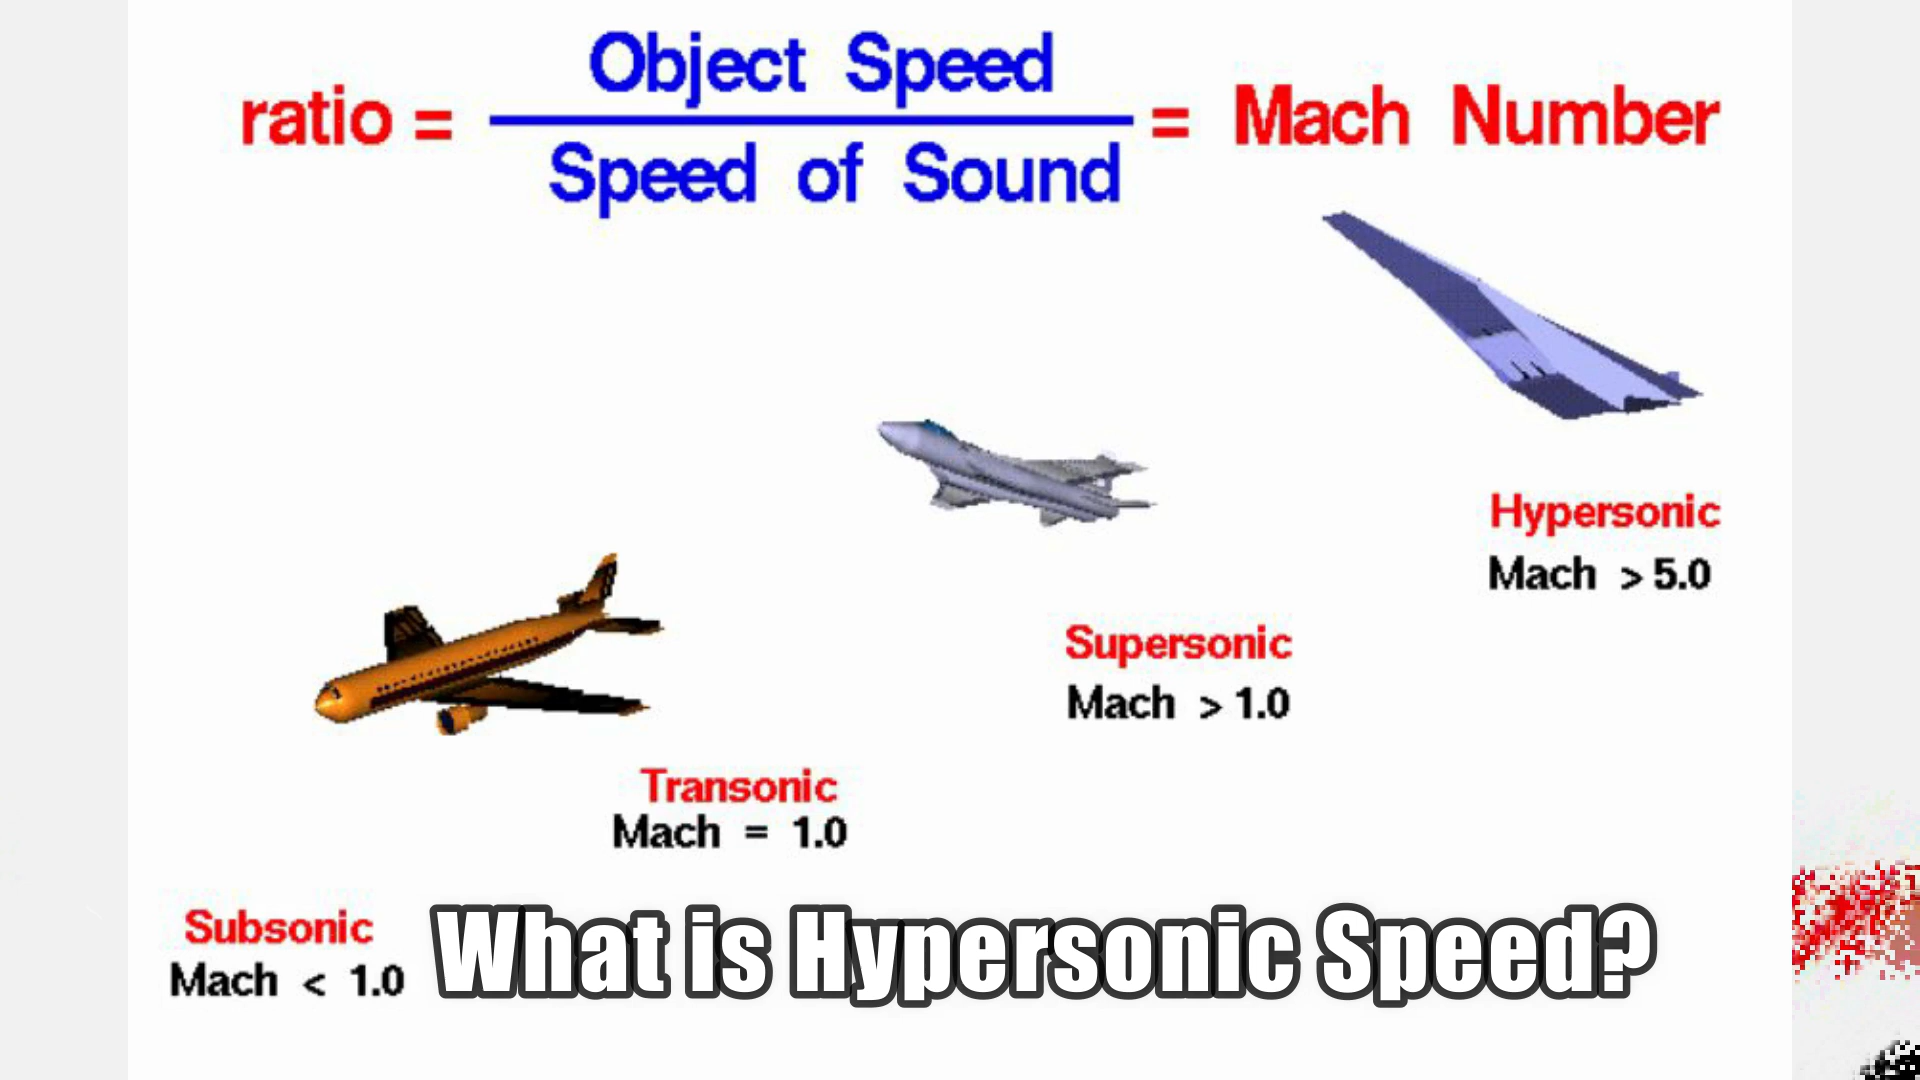 Object Speed
ratio = = Mach Number
Speed of Sound
Hypersonic
Mach > 5.0
Supersonic
Mach > 1.0
Transonic
Mach = 1.0
Subsonic
Mach < 1.0
What is Hypersonic Speed?